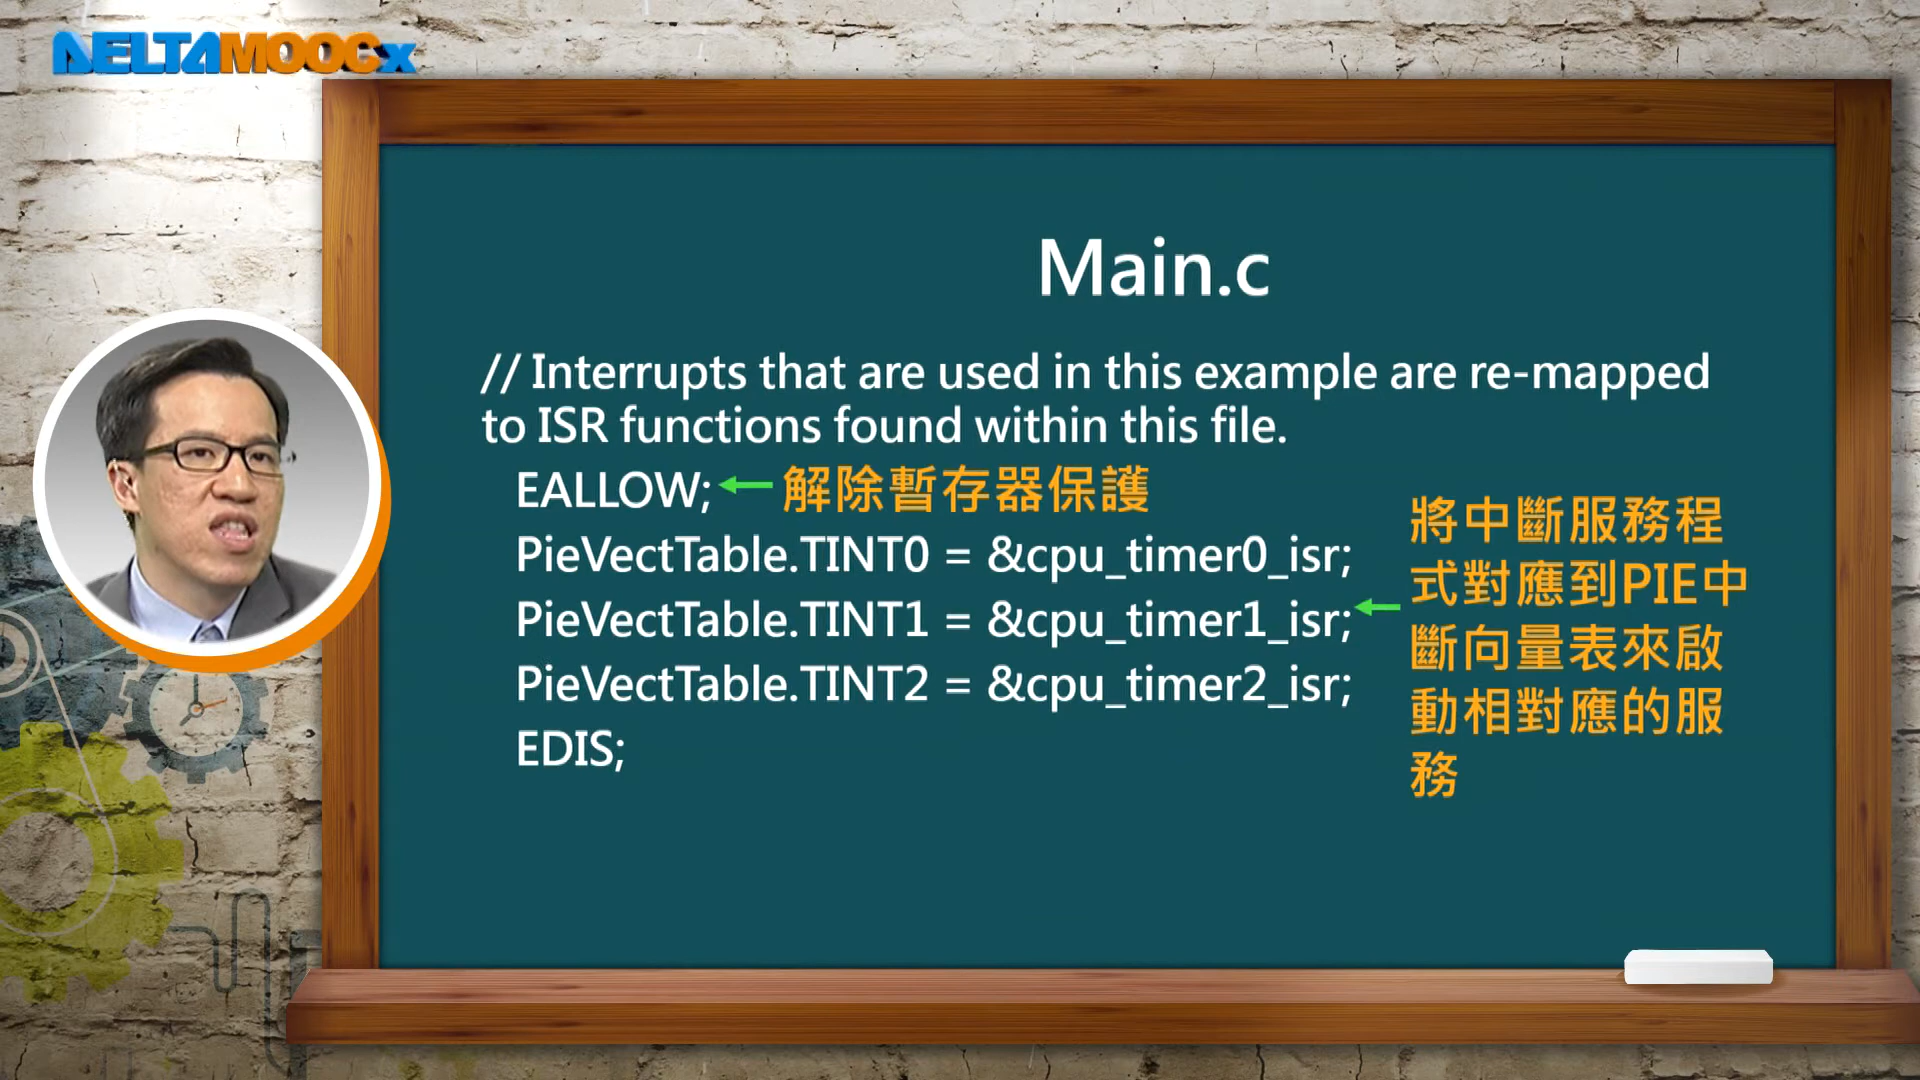 DELTAMOOCx
Main.c
// Interrupts that are used in this example are re-mapped
to ISR functions found within this file.
EALLOW;
解除暫存器保護
PieVectTable.TINT0 = &cpu_timer0_isr;
PieVectTable.TINT1 = &cpu_timer1_isr;
PieVectTable.TINT2 = &cpu_timer2_isr;
EDIS;
將中斷服務程
式對應到PIE中
斷向量表來啟
動相對應的服
務